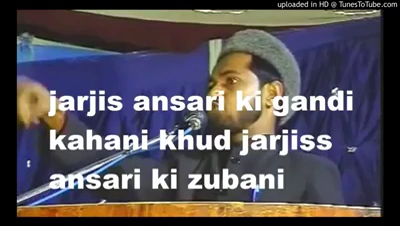 uploaded in HD @ TunesToTube.com
jarjis ansari ki gandi
kahani khud jarjiss
ansari ki zubani